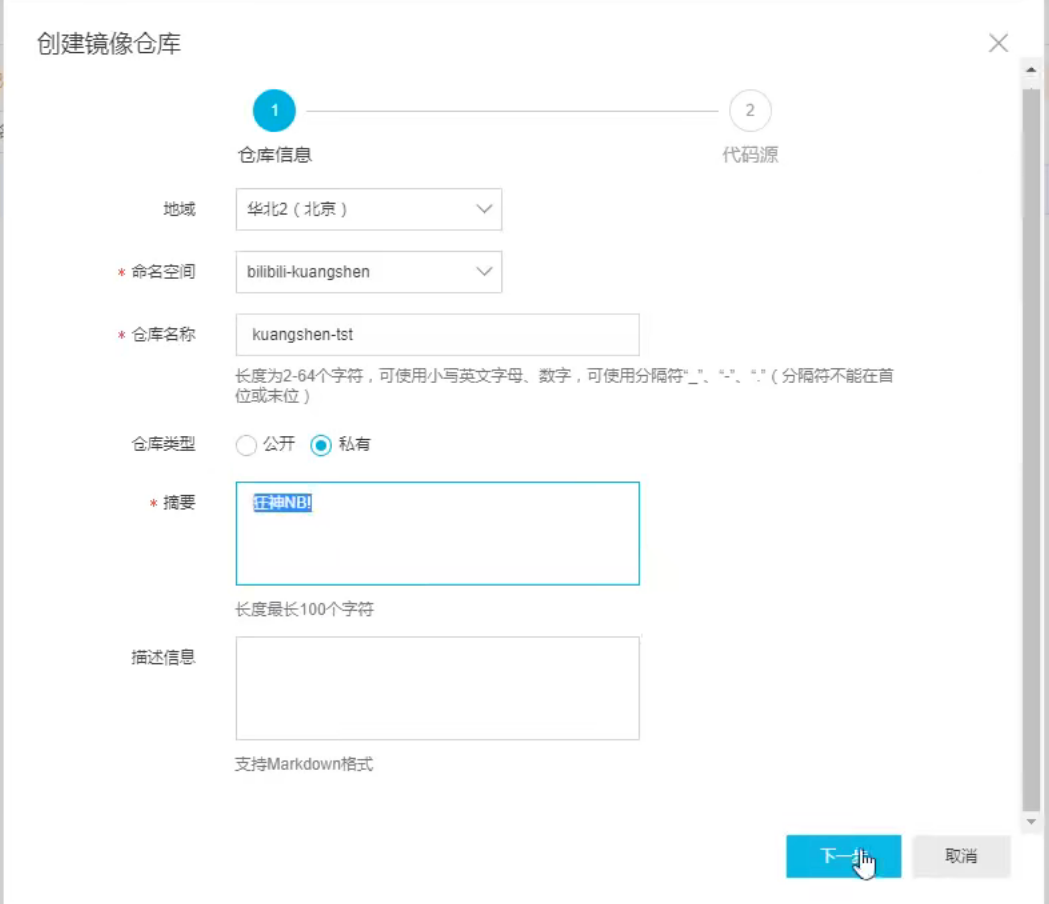 创建镜像仓库
1
2
仓库信息
代码源
地域
华北2（北京）
* 命名空间
bilibili-kuangshen
* 仓库名称
kuangshen-tst
长度为2-64个字符，可使用小写英文字母、数字，可使用分隔符“_”、“-”、“.”（分隔符不能在首
位或末位）
仓库类型
公开
私有
* 摘要
狂神NB!
长度最长100个字符
描述信息
支持Markdown格式
下一步
取消